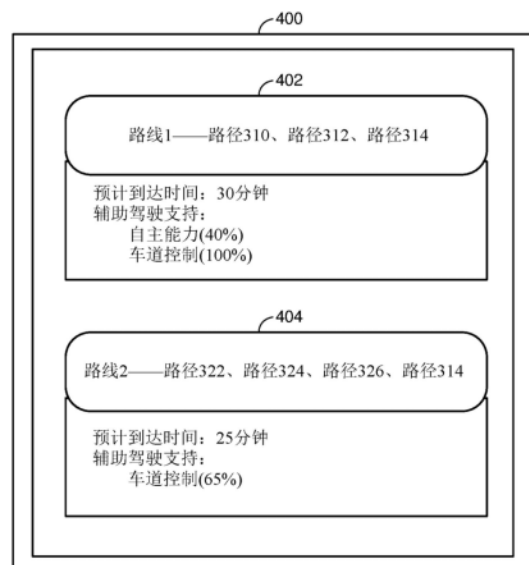 400
402
路线1——路径310、路径312、路径314
预计到达时间：30分钟
辅助驾驶支持：
自主能力(40%)
车道控制(100%)
404
路线2——路径322、路径324、路径326、路径314
预计到达时间：25分钟
辅助驾驶支持：
车道控制(65%)